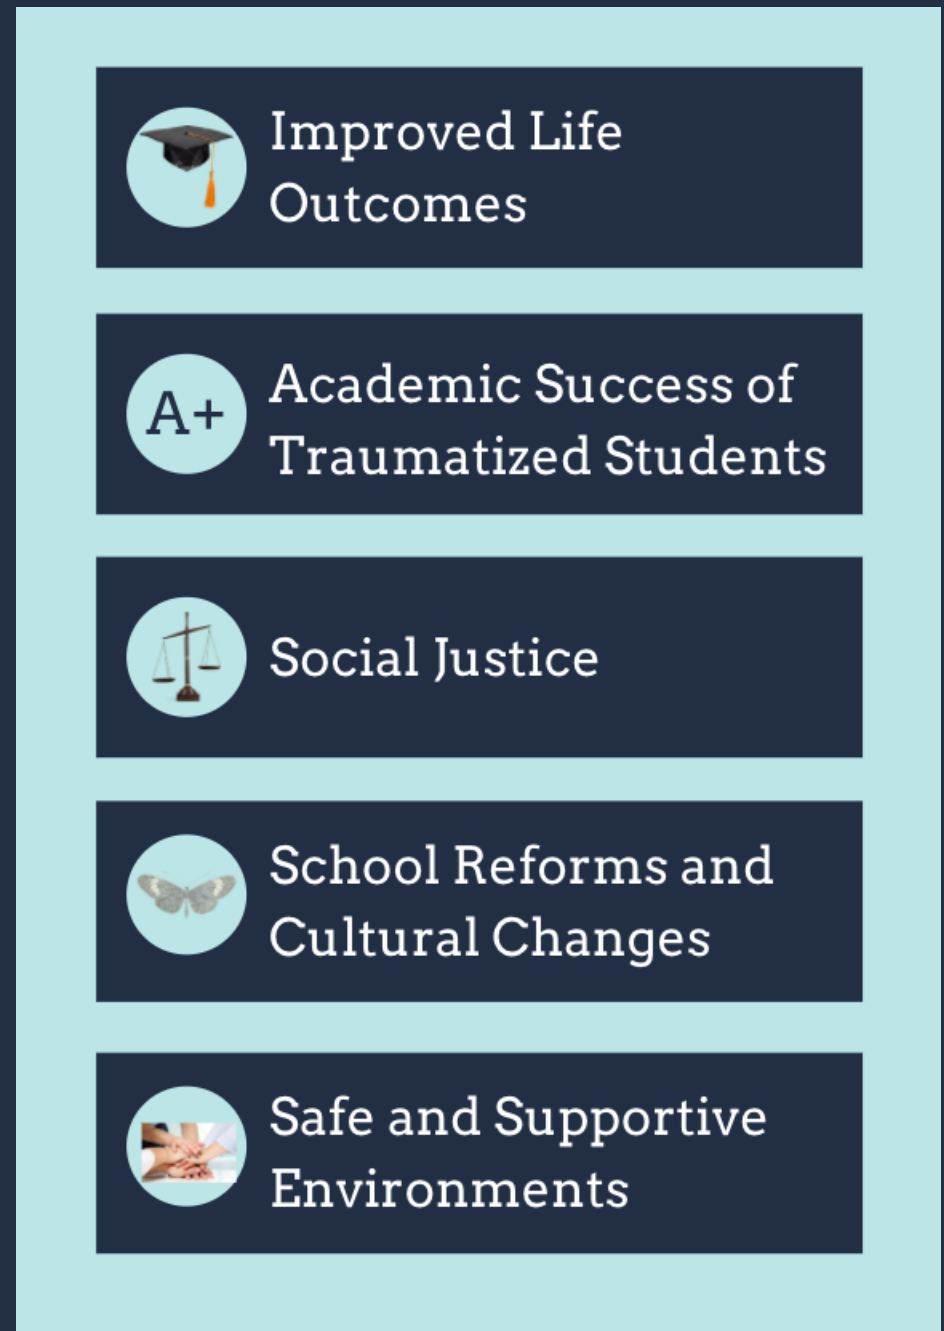 Improved Life
Outcomes
A+
Academic Success of
Traumatized Students
Social Justice
School Reforms and
Cultural Changes
Safe and Supportive
Environments